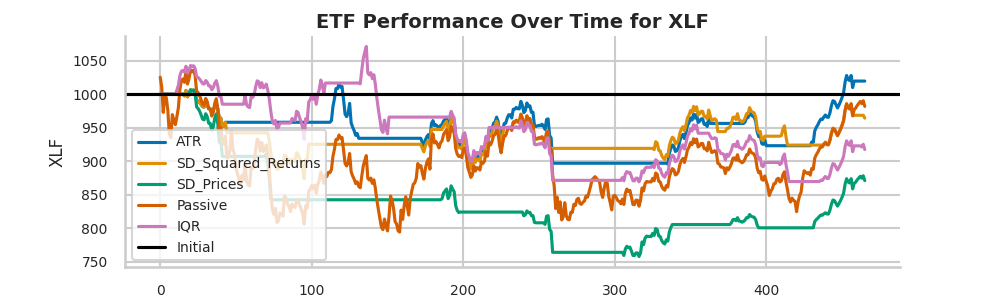 ETF Performance Over Time for XLF
XLF
1050
1000
950
900
850
800
750
ATR
SD_Squared_Returns
SD_Prices
Passive
IQR
Initial
0
100
200
300
400